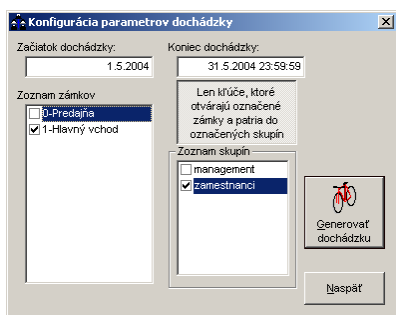 Konfigurácia parametrov dochádzky
Začiatok dochádzky:
Koniec dochádzky:
1.5.2004
31.5.2004 23:59:59
Zoznam zámkov
0-Predajňa
1-Hlavný vchod
Len kľúče, ktoré
otvárajú označené
zámky a patria do
označených skupín
Zoznam skupín
management
zamestnanci
Generovať
dochádzku
Naspäť